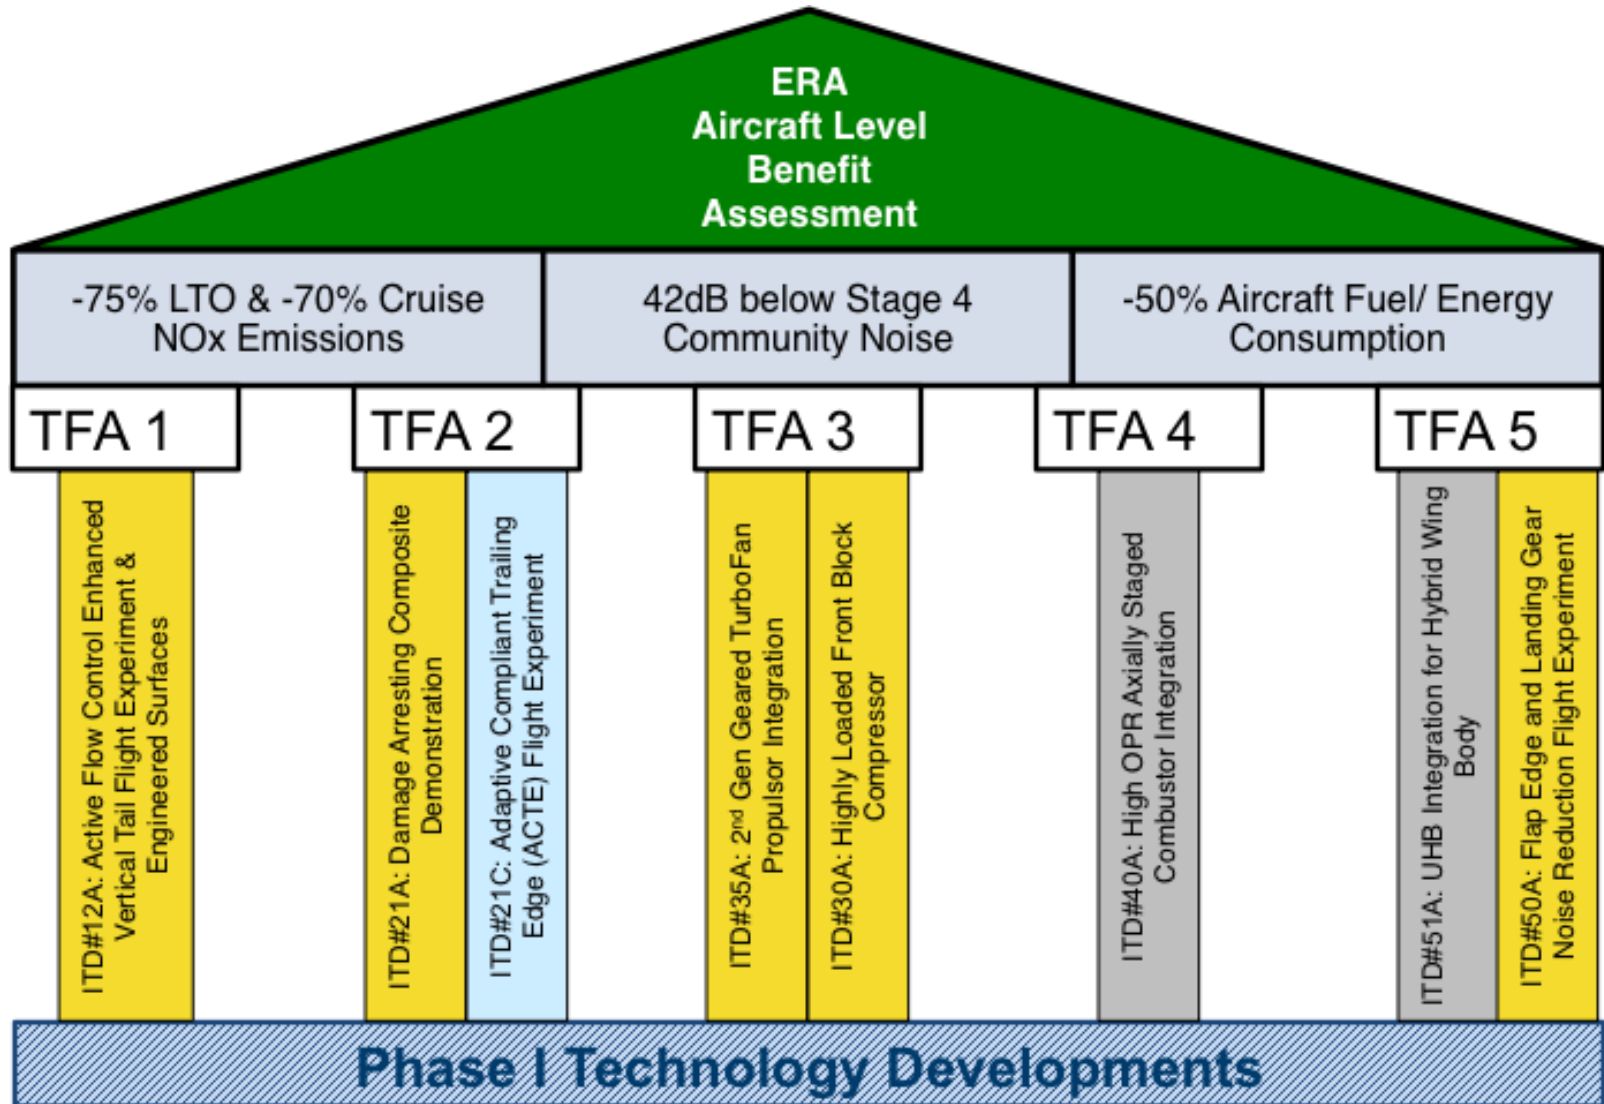 ERA
Aircraft Level
Benefit
Assessment
-75% LTO & -70% Cruise
NOx Emissions
42dB below Stage 4
Community Noise
-50% Aircraft Fuel/ Energy
Consumption
TFA 1
TFA 2
TFA 3
TFA 4
TFA 5
ITD#12A: Active Flow Control Enhanced
Vertical Tail Flight Experiment &
Engineered Surfaces
ITD#21A: Damage Arresting Composite
Demonstration
ITD#21C: Adaptive Compliant Trailing
Edge (ACTE) Flight Experiment
ITD#35A: 2nd Gen Geared TurboFan
Propulsor Integration
ITD#30A: Highly Loaded Front Block
Compressor
ITD#40A: High OPR Axially Staged
Combustor Integration
ITD#51A: UHB Integration for Hybrid Wing
Body
ITD#50A: Flap Edge and Landing Gear
Noise Reduction Flight Experiment
Phase I Technology Developments